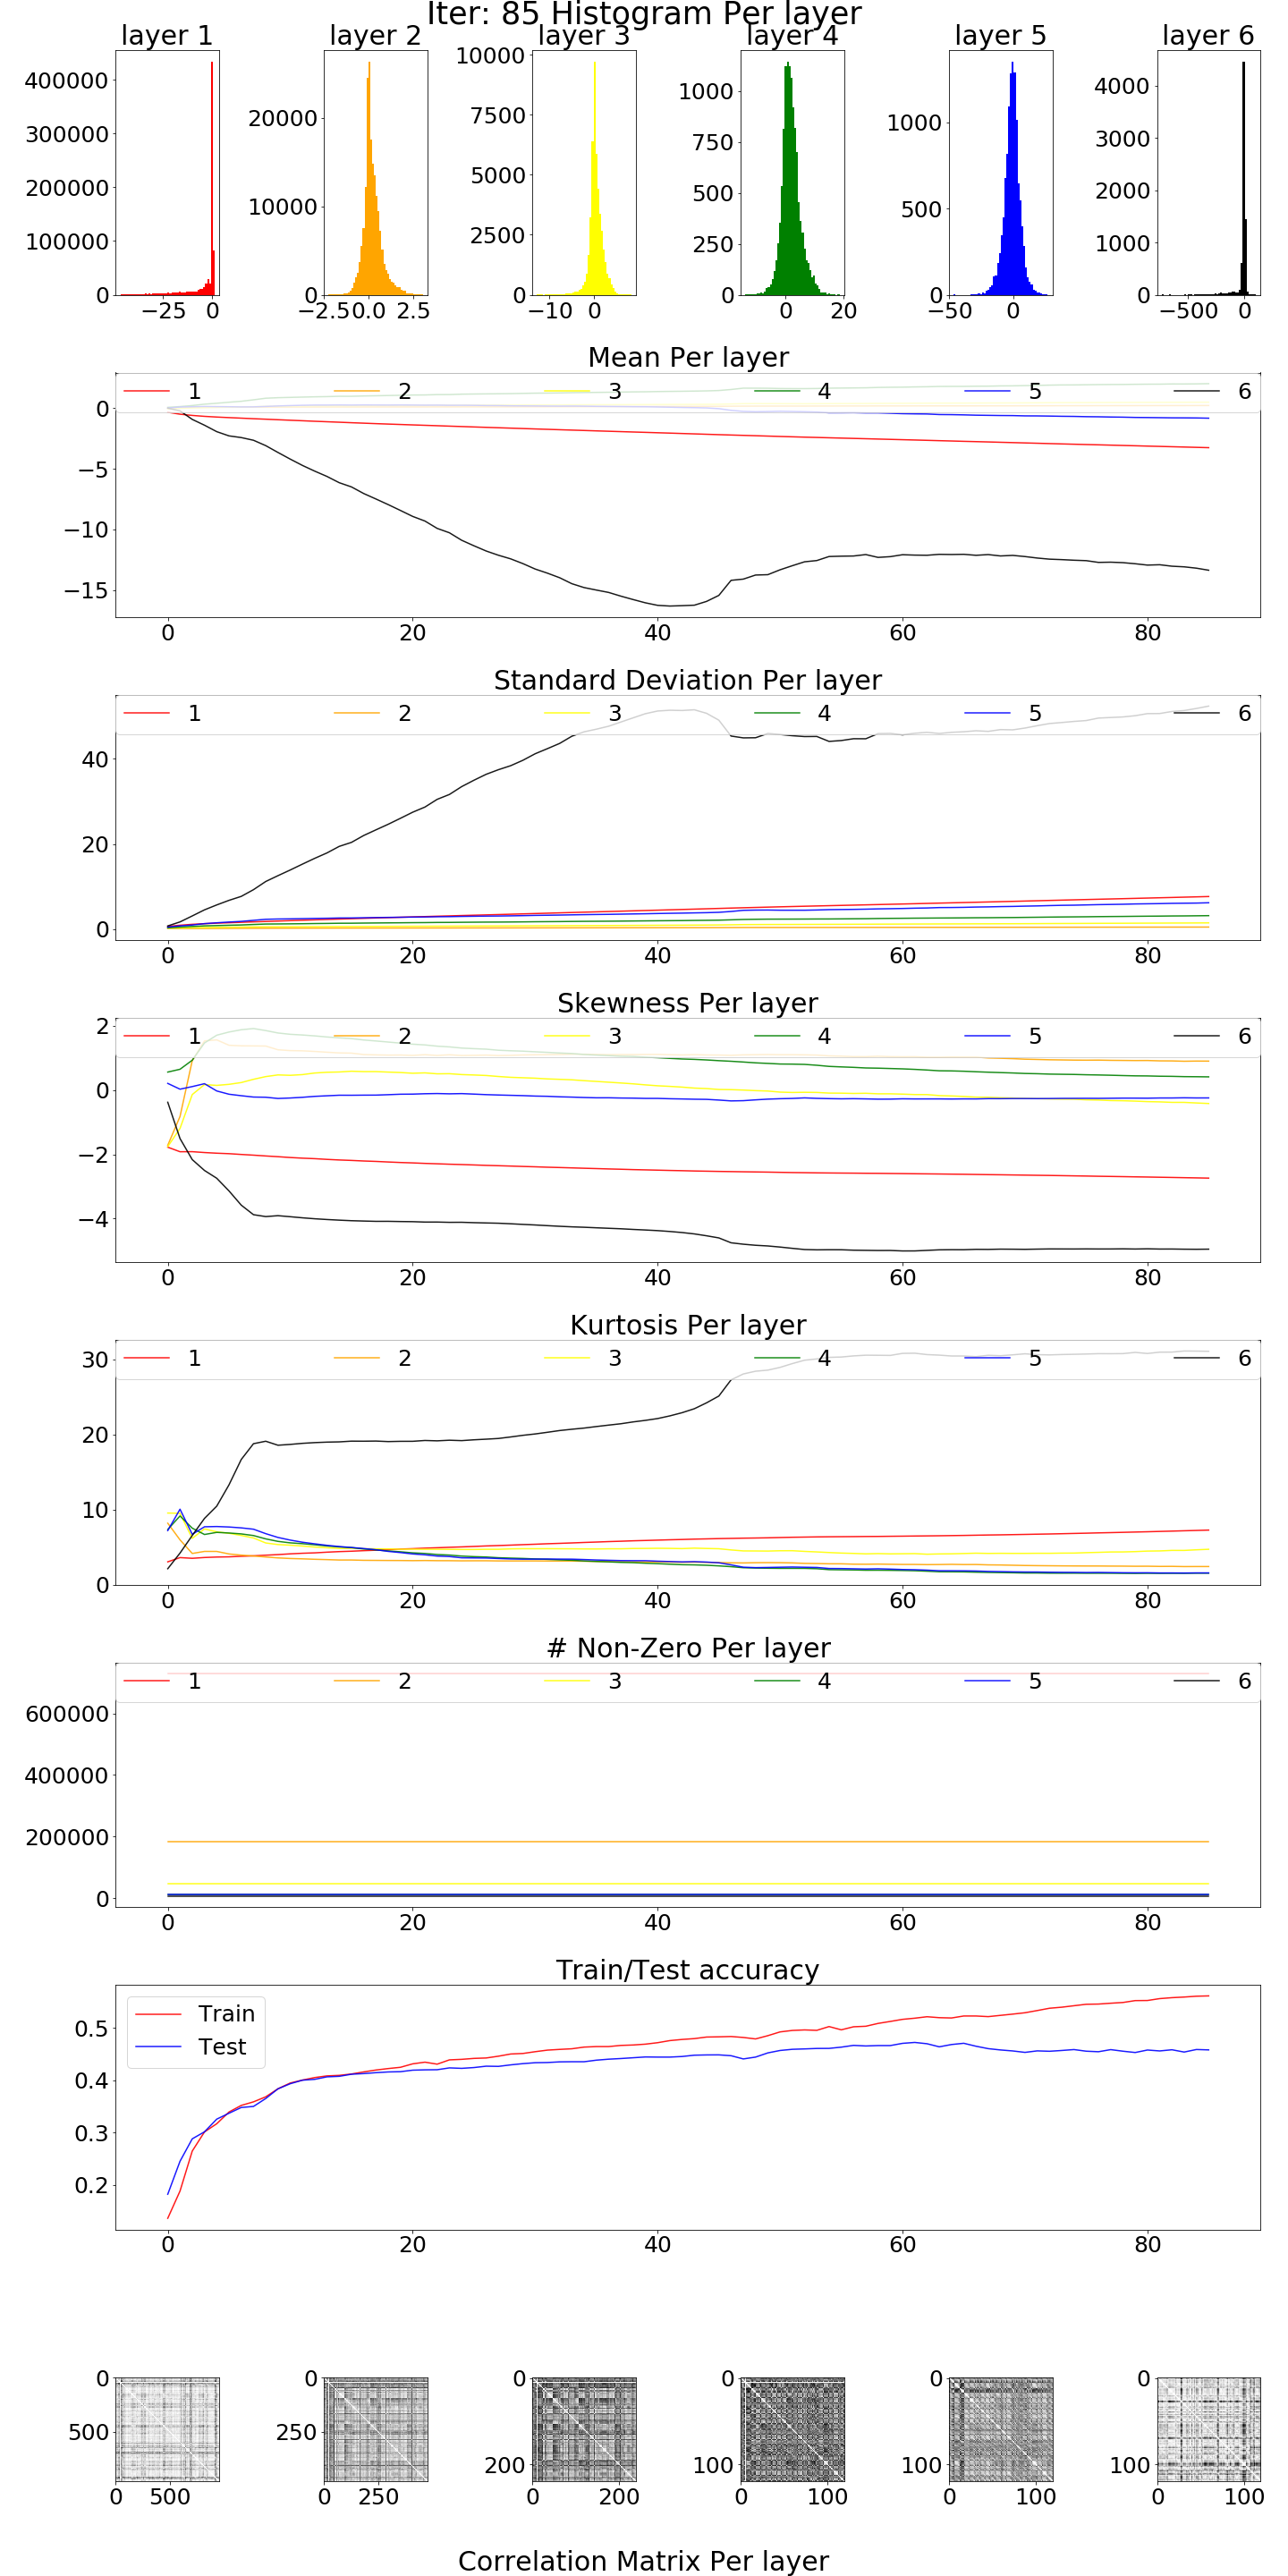 Iter: 85 Histogram Per layer
layer 1 layer 2 layer 3 layer 4 layer 5 layer 6
400000 300000 200000 100000 0
−25 0
20000 10000 0
−2.5 0.0 2.5
10000 7500 5000 2500 0
−10 0
1000 750 500 250 0
0 20
1000 500 0
−50 0
4000 3000 2000 1000 0
−500 0
Mean Per layer
1 2 3 4 5 6
0
−5
−10
−15
0 20 40 60 80
Standard Deviation Per layer
1 2 3 4 5 6
40
20
0
0 20 40 60 80
Skewness Per layer
1 2 3 4 5 6
2
0
−2
−4
0 20 40 60 80
Kurtosis Per layer
1 2 3 4 5 6
30
20
10
0
0 20 40 60 80
# Non-Zero Per layer
1 2 3 4 5 6
600000
400000
200000
0
0 20 40 60 80
Train/Test accuracy
Train
Test
0.5
0.4
0.3
0.2
0 20 40 60 80
0 0 0 0 0 0
500 250 200 100 100 100
0 500 0 250 0 200 0 100 0 100 0 100
Correlation Matrix Per layer